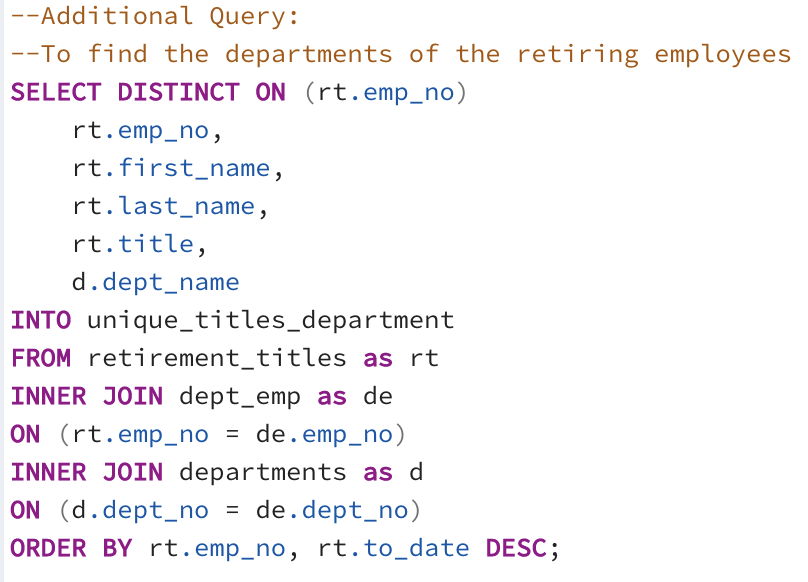 --Additional Query:
--To find the departments of the retiring employees
SELECT DISTINCT ON (rt.emp_no)
    rt.emp_no,
    rt.first_name,
    rt.last_name,
    rt.title,
    d.dept_name
INTO unique_titles_department
FROM retirement_titles as rt
INNER JOIN dept_emp as de
ON (rt.emp_no = de.emp_no)
INNER JOIN departments as d
ON (d.dept_no = de.dept_no)
ORDER BY rt.emp_no, rt.to_date DESC;